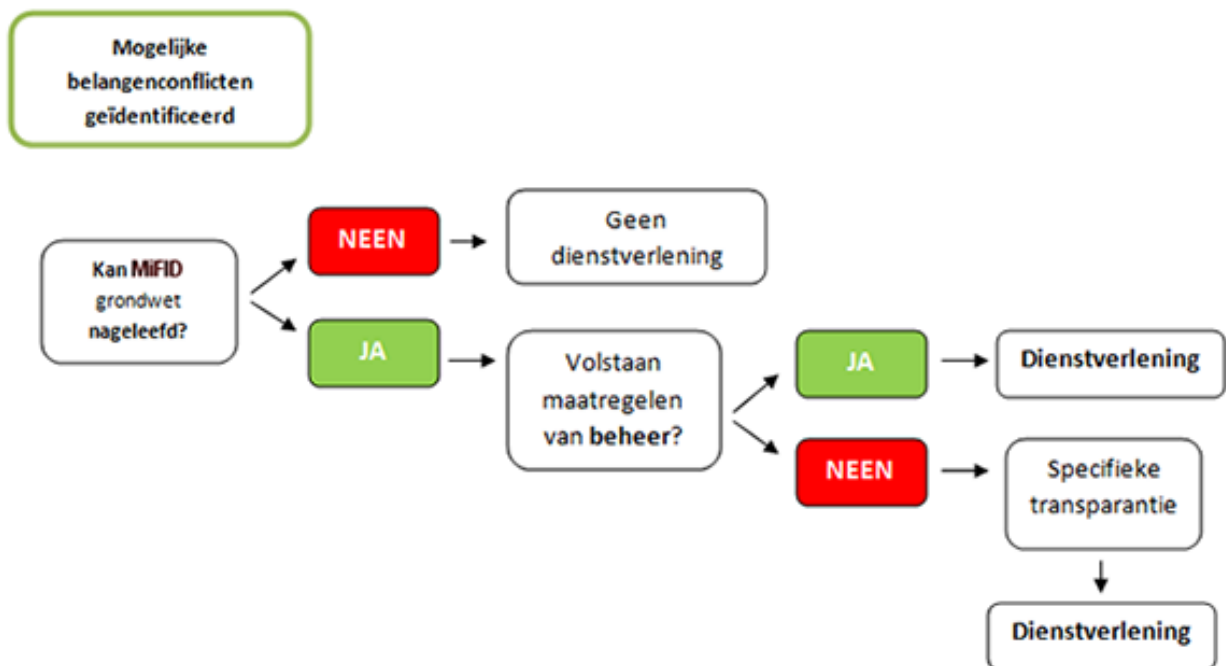 Mogelijke
belangenconflicten
geïdentificeerd
NEEN
Geen
dienstverlening
Kan MiFID
grondwet
nageleefd?
JA
Volstaan
maatregelen
van beheer?
JA
Dienstverlening
NEEN
Specifieke
transparantie
Dienstverlening